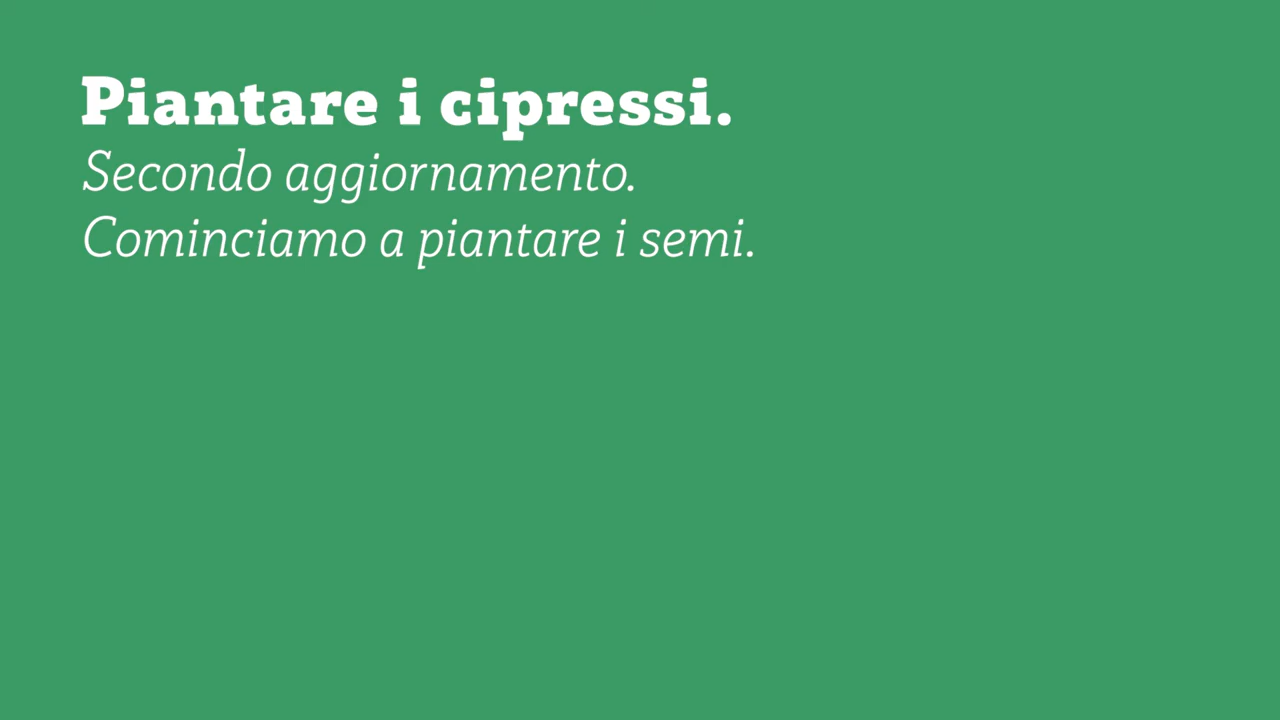 Piantare i cipressi.
Secondo aggiornamento.
Cominciamo a piantare i semi.